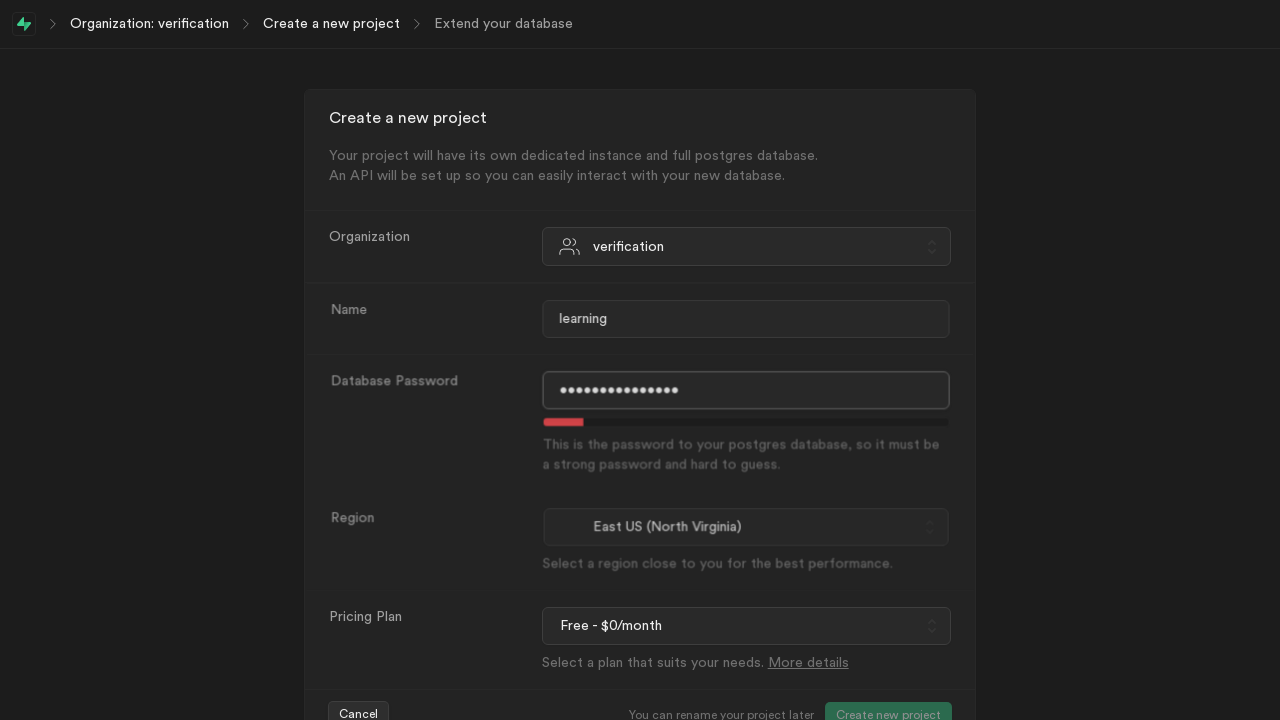 Organization: verification
Create a new project
Extend your database
Create a new project
Your project will have its own dedicated instance and full postgres database.
An API will be set up so you can easily interact with your new database.
Organization
verification
Name
learning
Database Password
•••••••••••••••
This is the password to your postgres database, so it must be
a strong password and hard to guess.
Region
East US (North Virginia)
Select a region close to you for the best performance.
Pricing Plan
Free - $0/month
Select a plan that suits your needs. More details
Cancel
You can rename your project later
Create new project